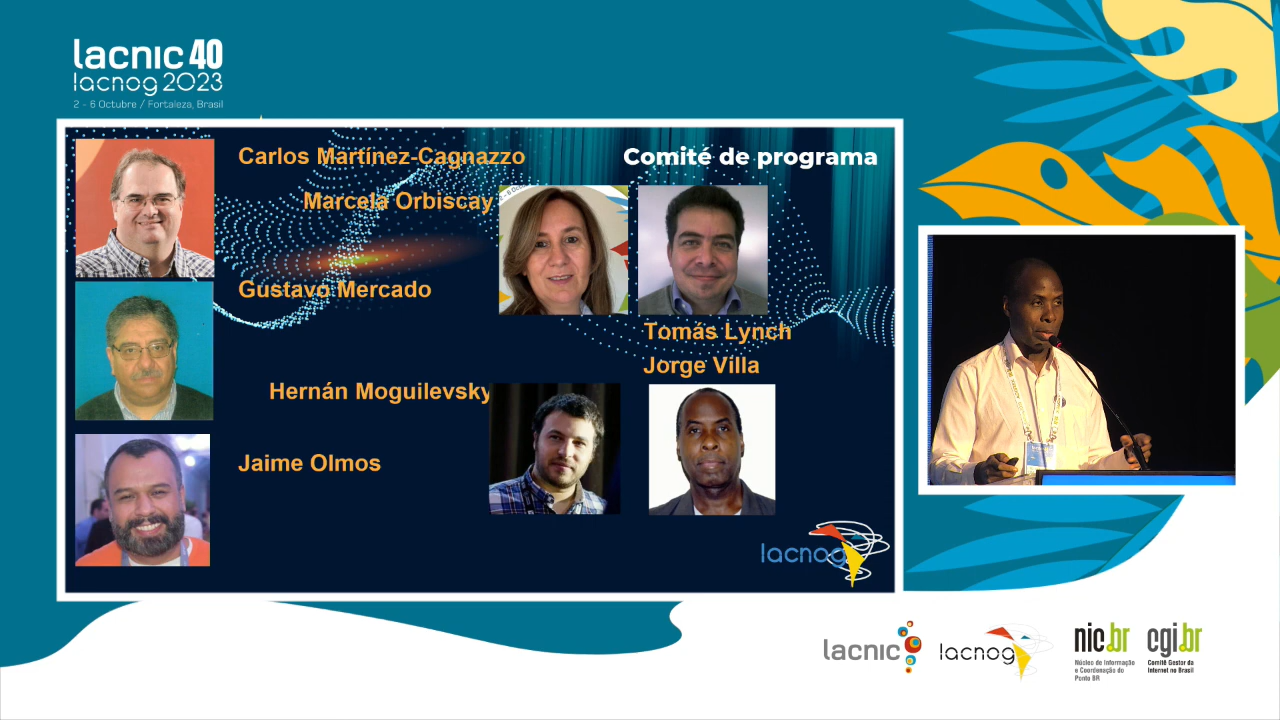 lacnic 40
lacnog 2023
2 - 6 Octubre / Fortaleza, Brasil
Comité de programa
Carlos Martínez-Cagnazzo
Marcela Orbiscay
Gustavo Mercado
Tomás Lynch
Jorge Villa
Hernán Moguilevsky
Jaime Olmos
lacnog
lacnic
lacnog
nic.br
Núcleo de Informação
e Coordenação do
Ponto BR
cgi.br
Comitê Gestor da
Internet no Brasil